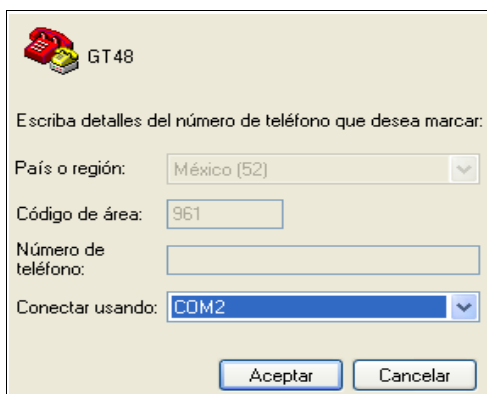 GT48
Escriba detalles del número de teléfono que desea marcar:
País o región:
México (52)
Código de área:
961
Número de
teléfono:
Conectar usando:
COM2
Aceptar
Cancelar